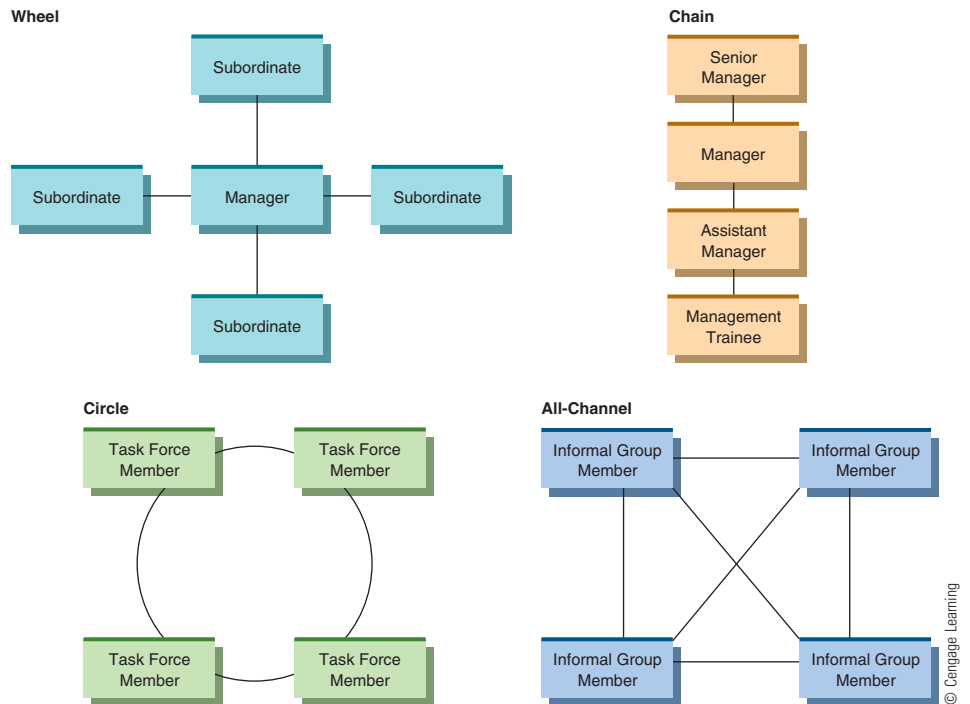 Wheel
Subordinate
Subordinate
Manager
Subordinate
Subordinate
Chain
Senior
Manager
Manager
Assistant
Manager
Management
Trainee
Circle
Task Force
Member
Task Force
Member
Task Force
Member
Task Force
Member
All-Channel
Informal Group
Member
Informal Group
Member
Informal Group
Member
Informal Group
Member
© Cengage Learning